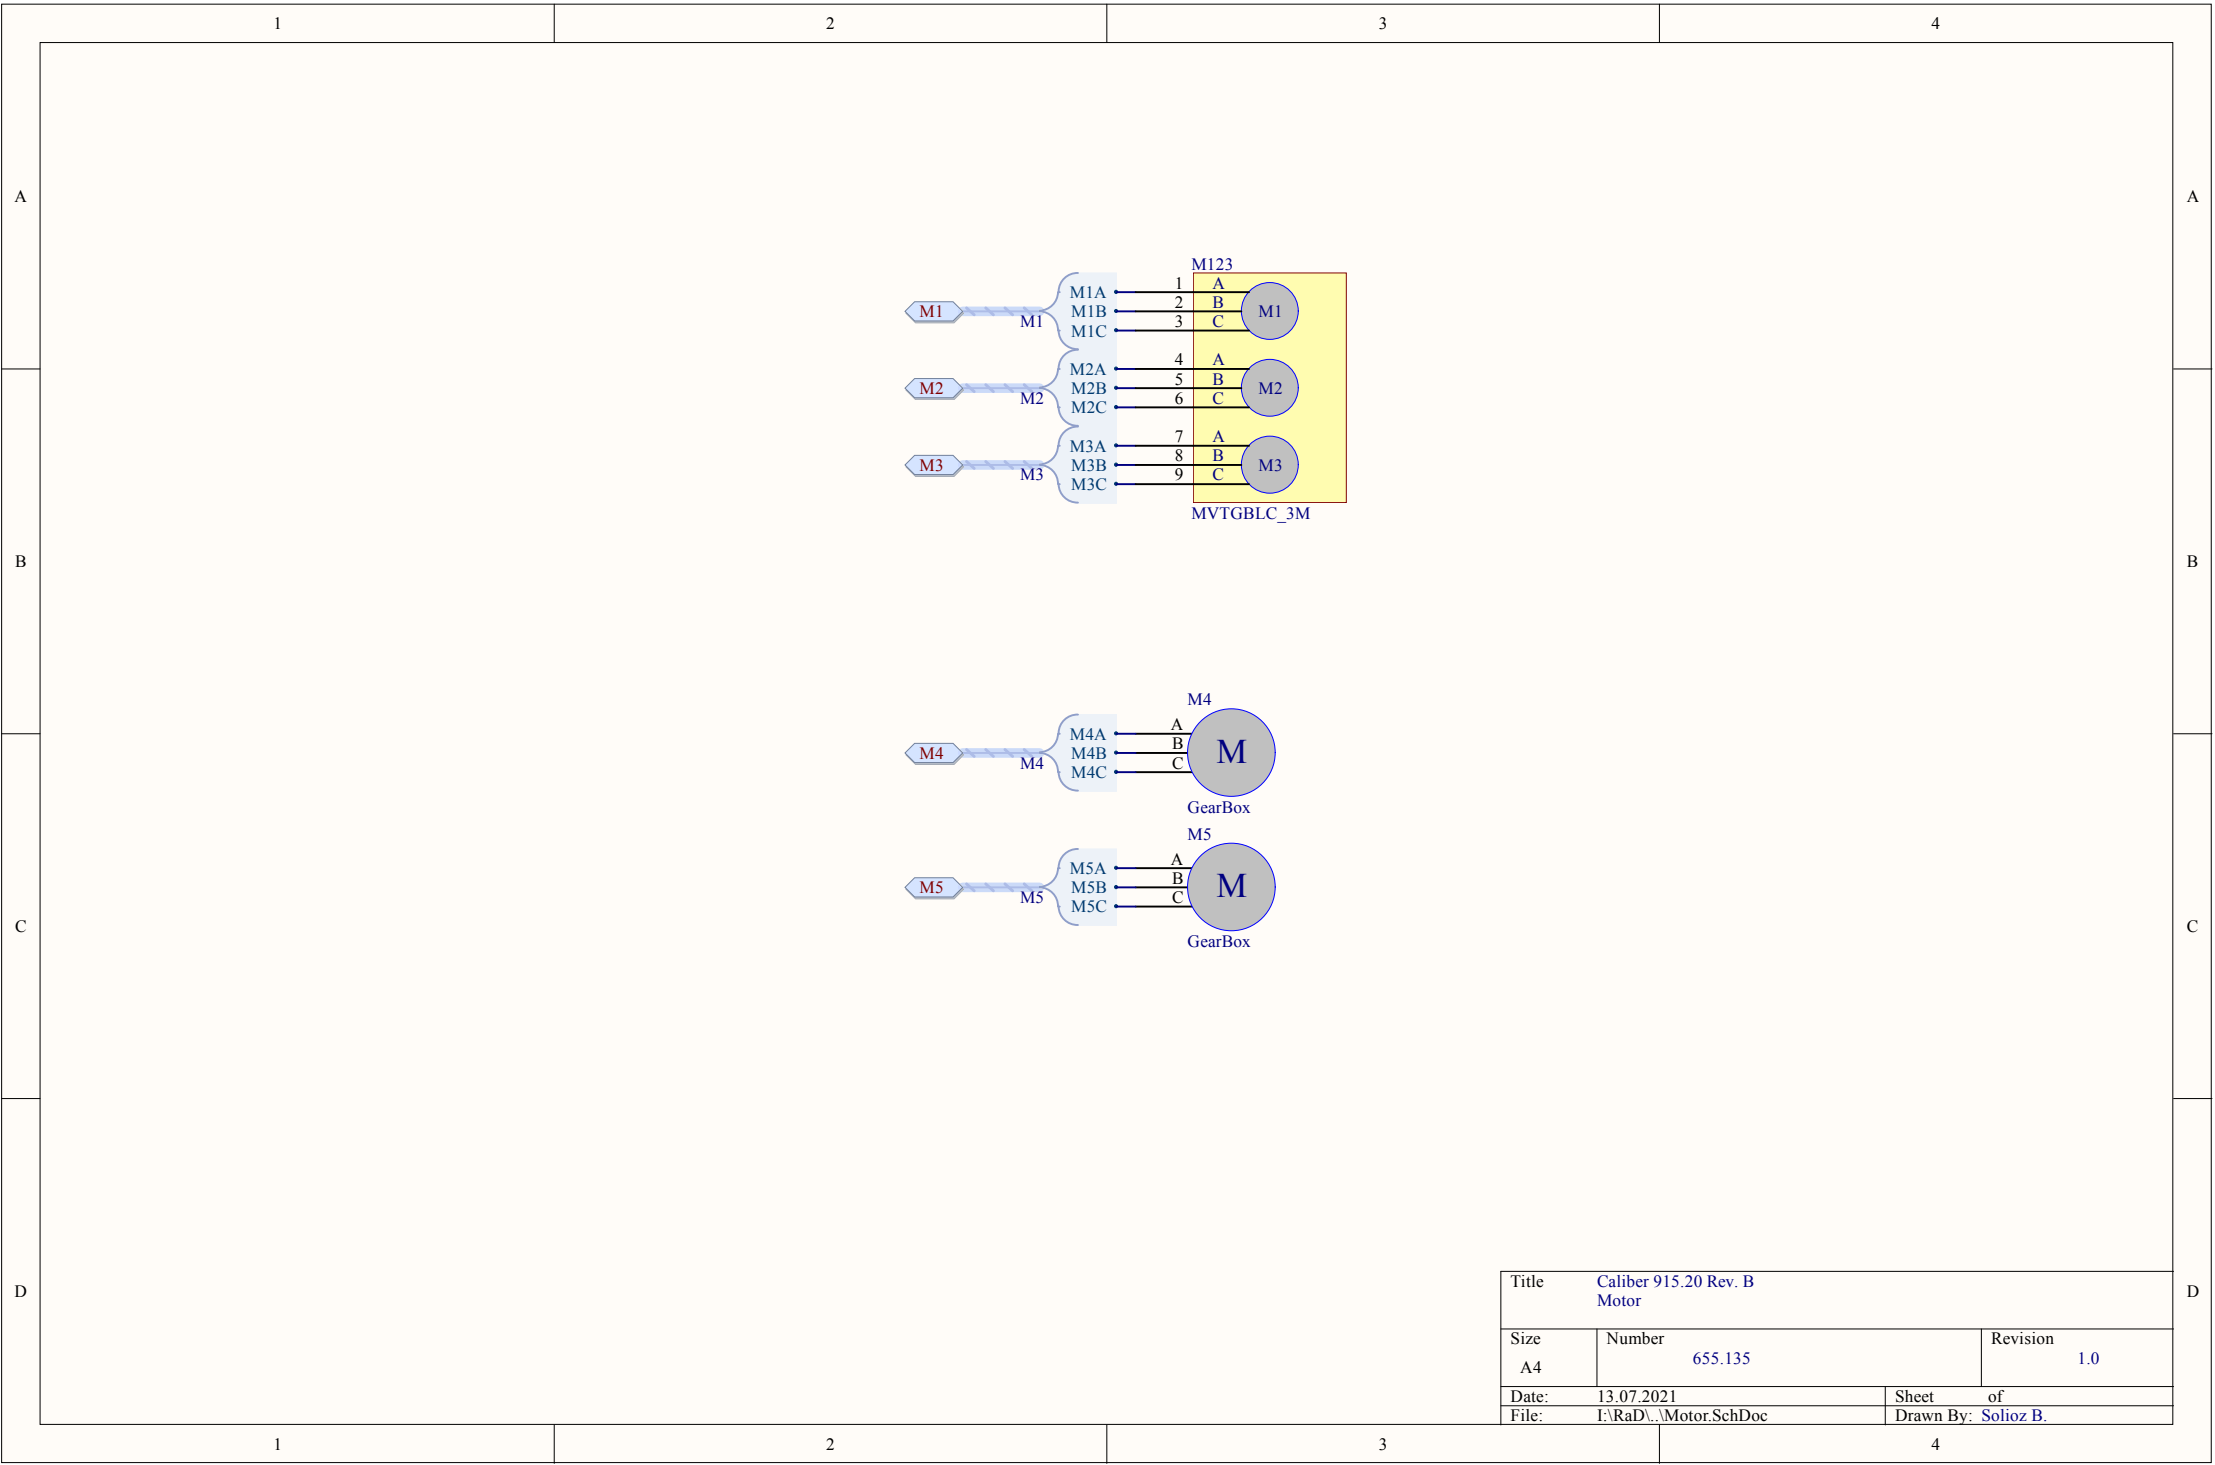 1 2 3 4
A A
M123
M1A 1 A
M1 M1B 2 B M1
M1 M1C 3 C
M2A 4 A
M2 M2B 5 B M2
M2 M2C 6 C
M3A 7 A
M3 M3B 8 B M3
M3 M3C 9 C
MVTGBLC_3M
B B
M4
M4A A
M4 M4B B M
M4 M4C C
GearBox
M5
M5A A
M5 M5B B M
M5 M5C C
C C
GearBox
D D
Title Caliber 915.20 Rev. B
Motor
Size Number Revision
A4 655.135 1.0
Date: 13.07.2021 Sheet of
File: I:\RaD\..\Motor.SchDoc Drawn By: Solioz B.
1 2 3 4